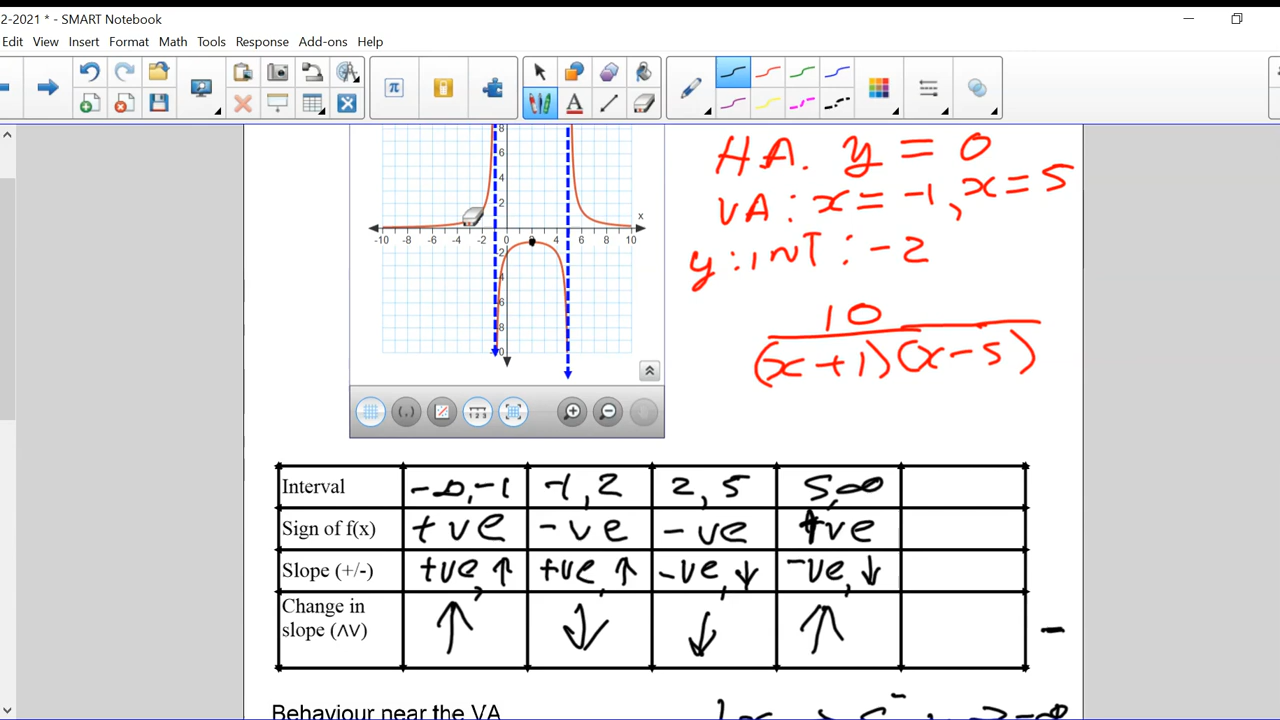 2-2021 * - SMART Notebook
Edit View Insert Format Math Tools Response Add-ons Help
8
6
4
2
x
-10 -8 -6 -4 -2 0 2 4 6 8 10
-2
4
6
8
0
H A. y = 0
VA : x = -1, x = 5
y : INT : -2
10
(x + 1)(x - 5)
Interval -∞, -1 -1, 2 2, 5 5, ∞
Sign of f(x) +ve -ve -ve +ve
Slope (+/-) +ve, ↑ +ve, ↑ -ve, ↓ -ve, ↓
Change in
slope (ΛV) ↑ ↓ ↓ ↑
-
Behaviour near the VA